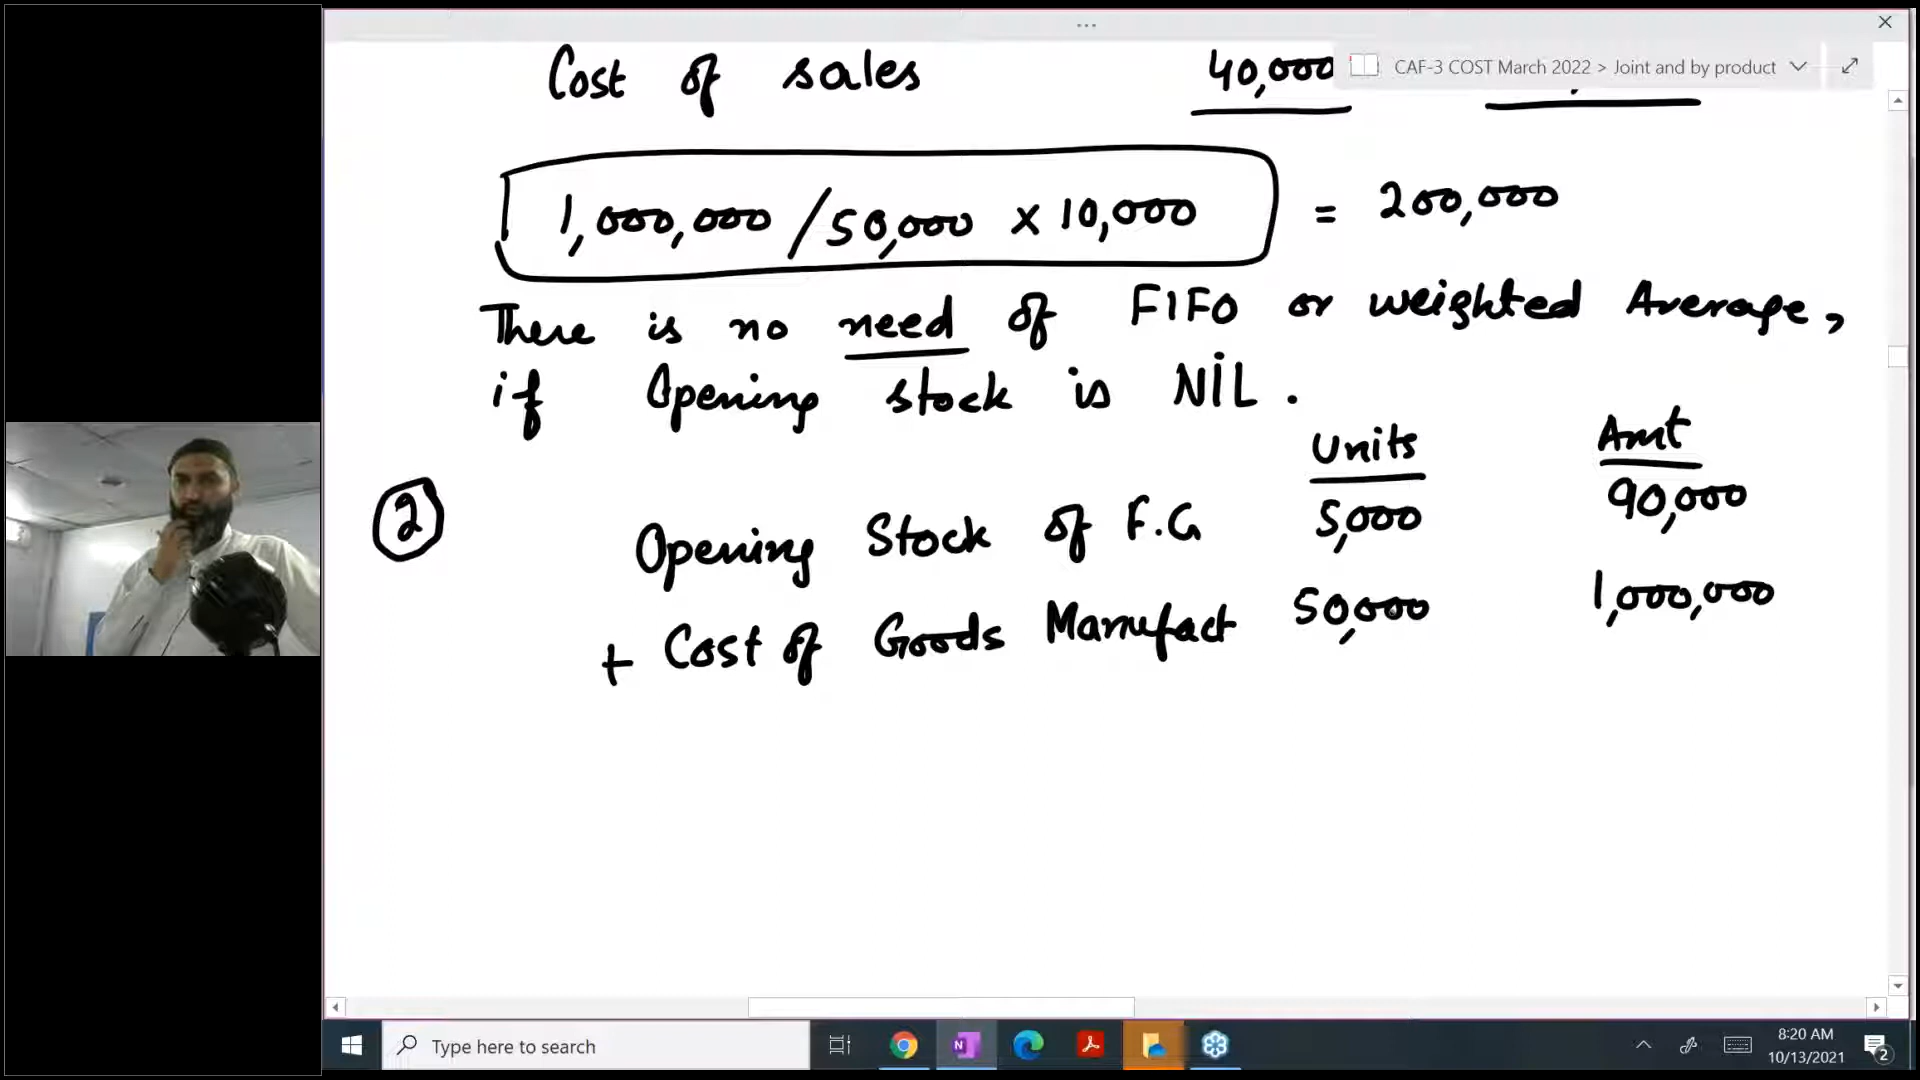 CAF-3 COST March 2022 > Joint and by product
Cost of sales 40,000
1,000,000 / 50,000 x 10,000 = 200,000
There is no need of FIFO or weighted Average,
if Opening stock is NIL.
Units Amt
2 Opening Stock of F.G 5,000 90,000
+ Cost of Goods Manufact 50,000 1,000,000
Type here to search
8:20 AM
10/13/2021
2